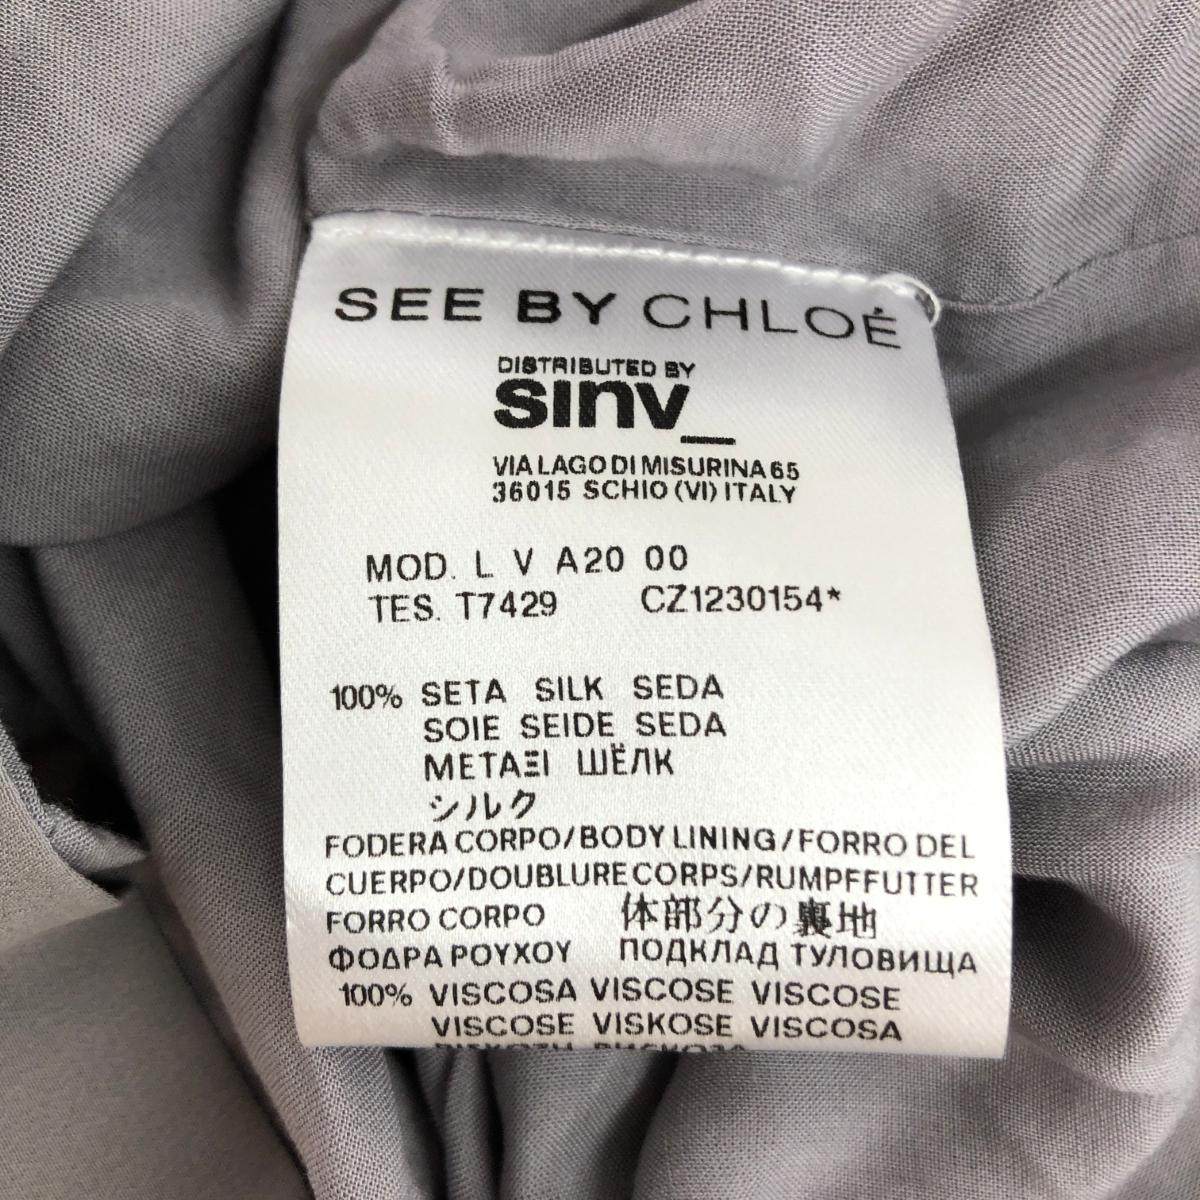 SEE BY CHLOÉ
DISTRIBUTED BY
sinv_
VIA LAGO DI MISURINA 65
36015 SCHIO (VI) ITALY
MOD. L V A20 00
TES. T7429 CZ1230154*
100% SETA SILK SEDA
SOIE SEIDE SEDA
ΜΕΤΑΞΙ ШЁЛК
シルク
FODERA CORPO/BODY LINING/FORRO DEL
CUERPO/DOUBLURE CORPS/RUMPFFUTTER
FORRO CORPO 体部分の裏地
ΦΟΔΡΑ ΡΟΥΧΟΥ ПОДКЛАД ТУЛОВИЩА
100% VISCOSA VISCOSE VISCOSE
VISCOSE VISKOSE VISCOSA